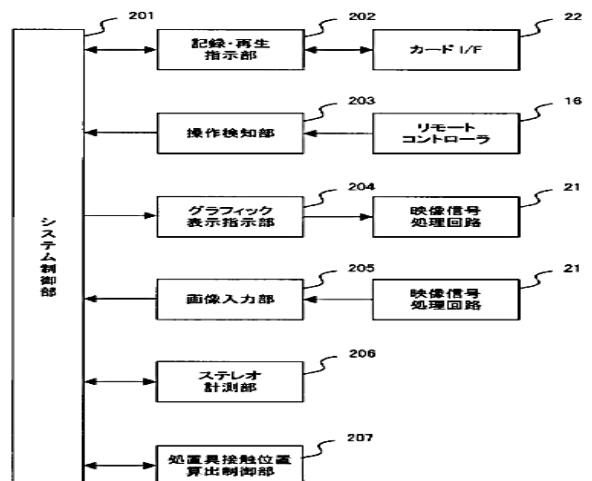 201
システム制御部
202
記録・再生
指示部
22
カード I/F
203
操作検知部
16
リモート
コントローラ
204
グラフィック
表示指示部
21
映像信号
処理回路
205
画像入力部
21
映像信号
処理回路
206
ステレオ
計測部
207
処置具接触位置
算出制御部